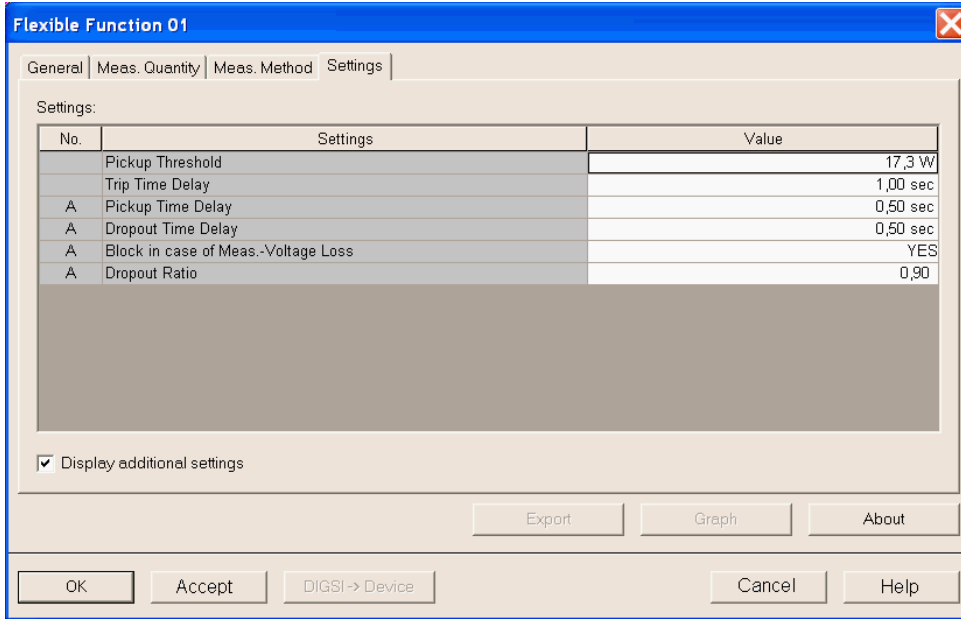 Flexible Function 01
General Meas. Quantity Meas. Method Settings
Settings:
No. Settings Value
Pickup Threshold 17,3 W
Trip Time Delay 1,00 sec
A Pickup Time Delay 0,50 sec
A Dropout Time Delay 0,50 sec
A Block in case of Meas.-Voltage Loss YES
A Dropout Ratio 0,90
Display additional settings
Export Graph About
OK Accept DIGSI -> Device Cancel Help